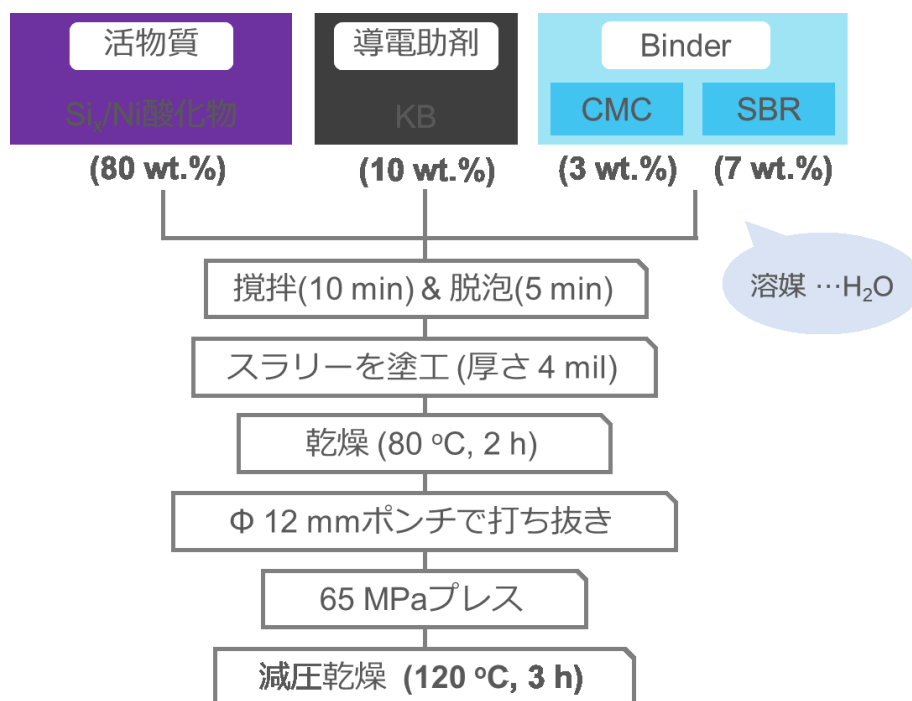 活物質 導電助剤 Binder
Siₓ/Ni酸化物 KB CMC SBR
(80 wt.%) (10 wt.%) (3 wt.%) (7 wt.%)
撹拌(10 min) & 脱泡(5 min)
溶媒 …H₂O
スラリーを塗工 (厚さ 4 mil)
乾燥 (80 ᵒC, 2 h)
Φ 12 mmポンチで打ち抜き
65 MPaプレス
減圧乾燥 (120 ᵒC, 3 h)